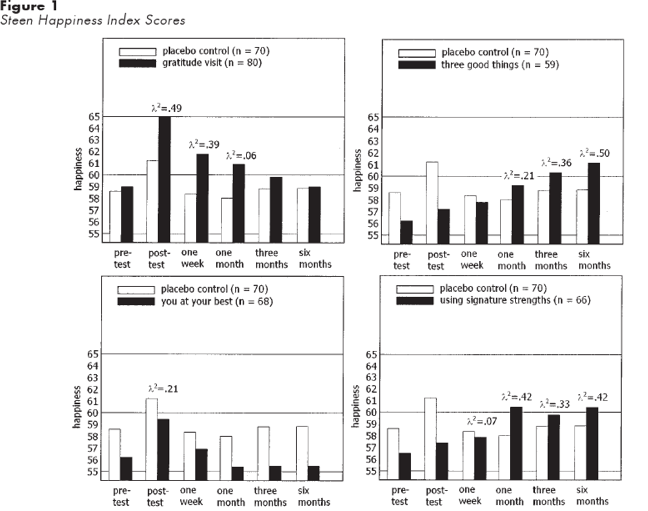 Figure 1
Steen Happiness Index Scores
placebo control (n = 70)
gratitude visit (n = 80)
happiness
65
64
63
62
61
60
59
58
57
56
55
λ²=.49
λ²=.39
λ²=.06
pre-
test
post-
test
one
week
one
month
three
months
six
months
placebo control (n = 70)
three good things (n = 59)
happiness
65
64
63
62
61
60
59
58
57
56
55
λ²=.21
λ²=.36
λ²=.50
pre-
test
post-
test
one
week
one
month
three
months
six
months
placebo control (n = 70)
you at your best (n = 68)
happiness
65
64
63
62
61
60
59
58
57
56
55
λ²=.21
pre-
test
post-
test
one
week
one
month
three
months
six
months
placebo control (n = 70)
using signature strengths (n = 66)
happiness
65
64
63
62
61
60
59
58
57
56
55
λ²=.07
λ²=.42
λ²=.33
λ²=.42
pre-
test
post-
test
one
week
one
month
three
months
six
months